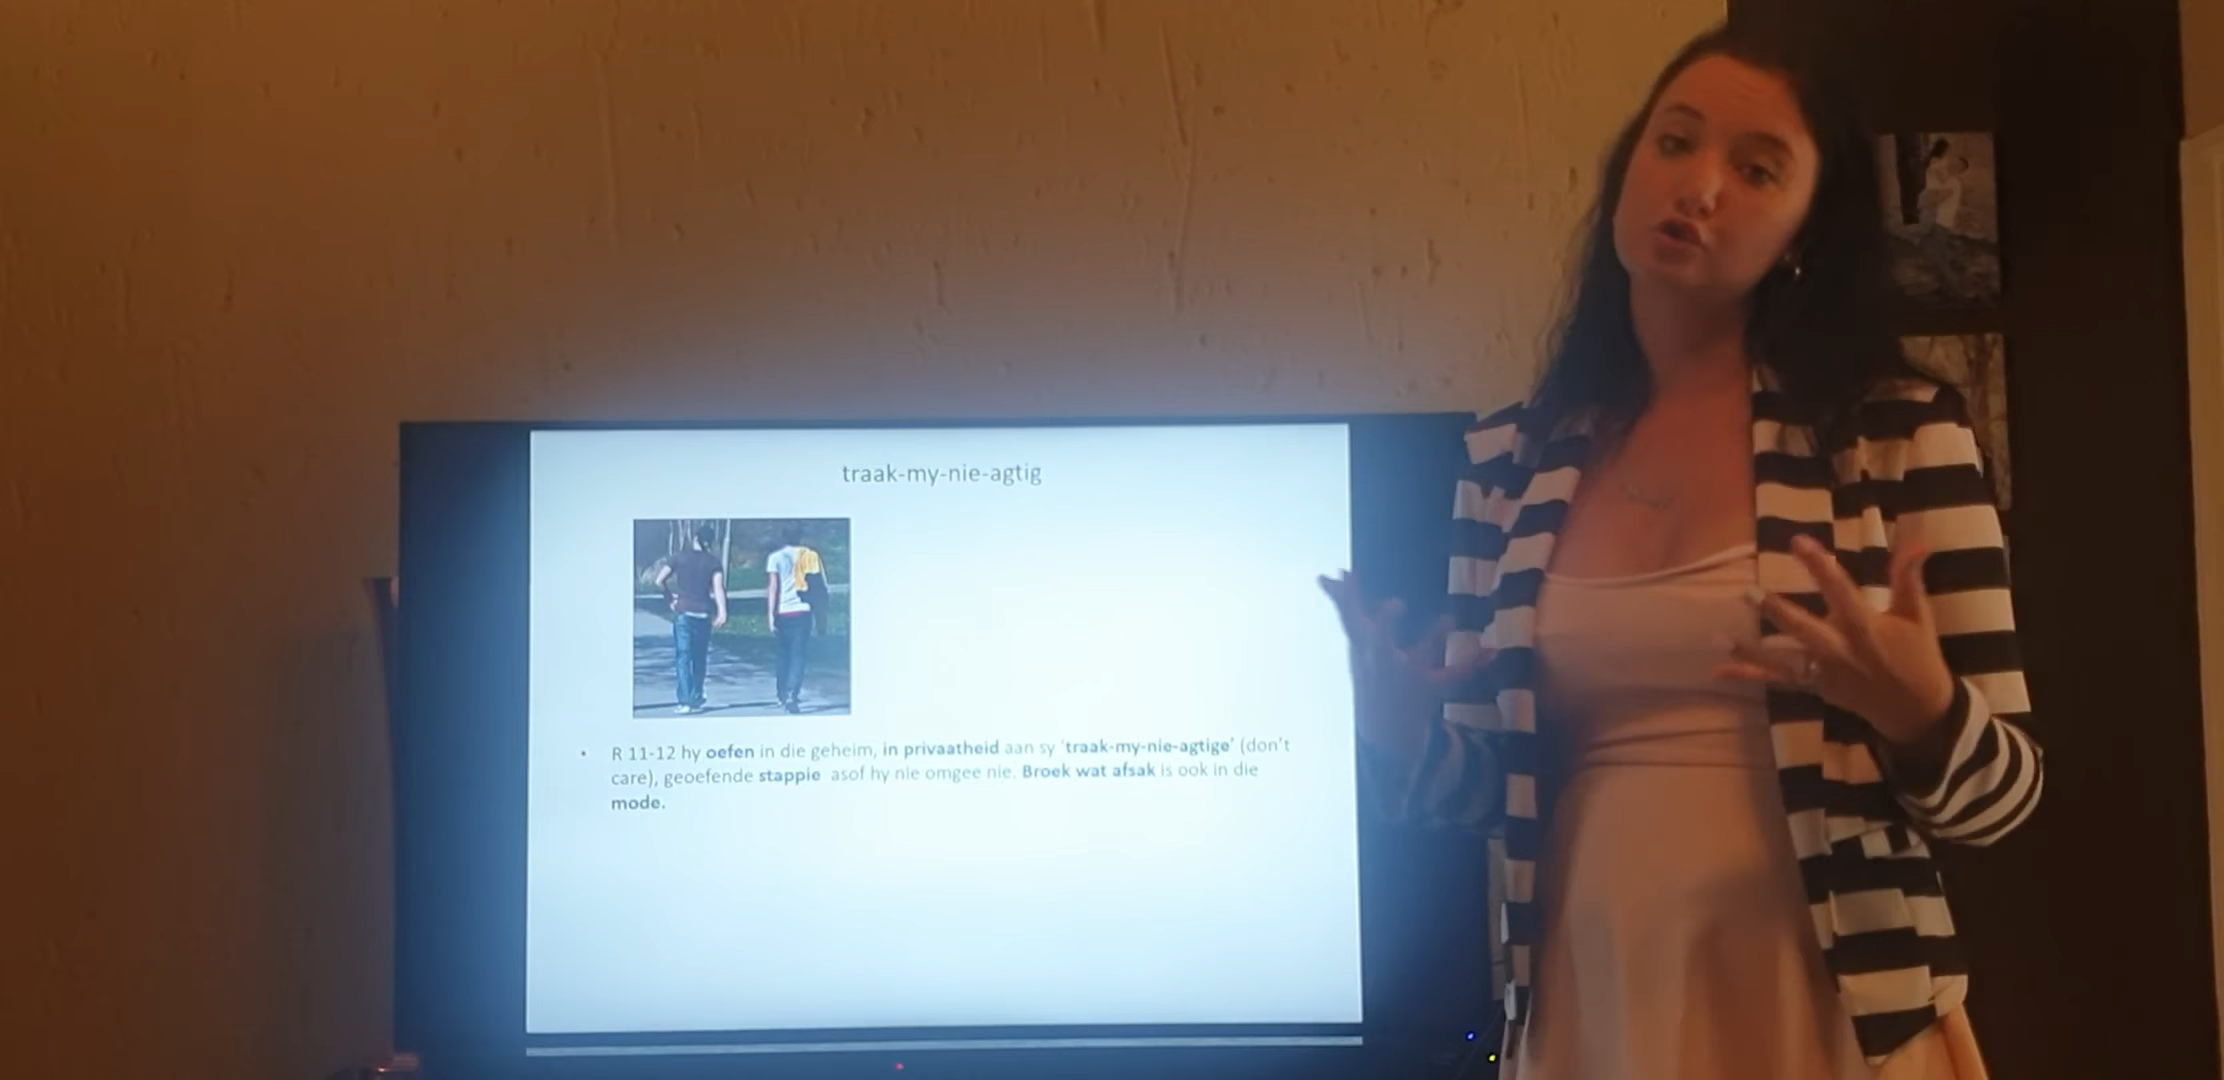 traak-my-nie-agtig
• R 11-12 hy oefen in die geheim, in privaatheid aan sy 'traak-my-nie-agtige' (don't
care), geoefende stappie asof hy nie omgee nie. Broek wat afsak is ook in die
mode.